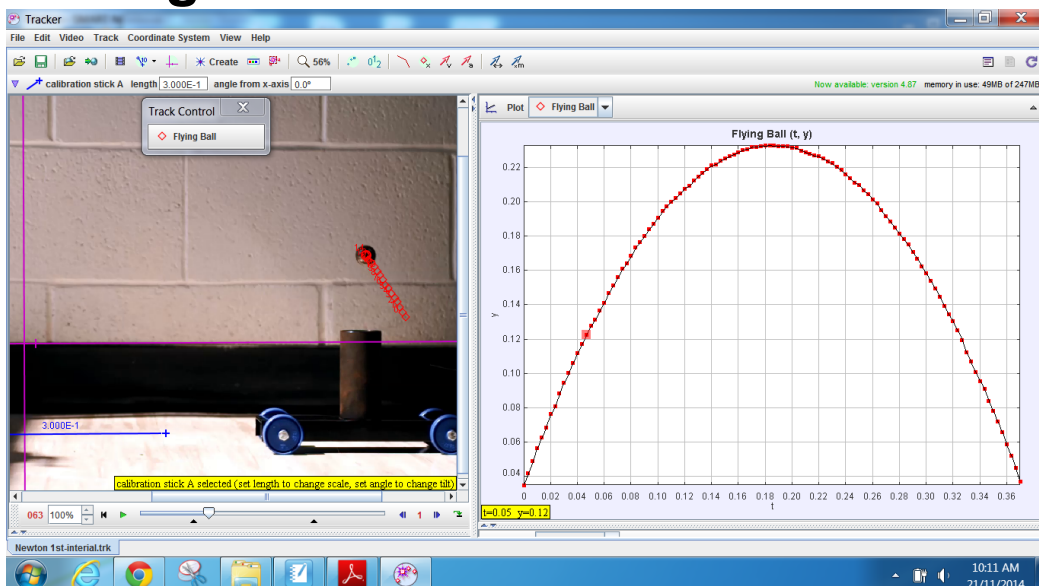 Tracker
File Edit Video Track Coordinate System View Help
Create 56%
calibration stick A length 3.000E-1 angle from x-axis 0.0° Now available: version 4.87 memory in use: 49MB of 247MB
Track Control
Flying Ball
Plot Flying Ball
Flying Ball (t, y)
0.22
0.20
0.18
0.16
0.14
0.12
0.10
0.08
0.06
0.04
y
0 0.02 0.04 0.06 0.08 0.10 0.12 0.14 0.16 0.18 0.20 0.22 0.24 0.26 0.28 0.30 0.32 0.34 0.36
t
3.000E-1
calibration stick A selected (set length to change scale, set angle to change tilt)
t=0.05 y=0.12
063 100% 1
Newton 1st-interial.trk
10:11 AM
21/11/2014